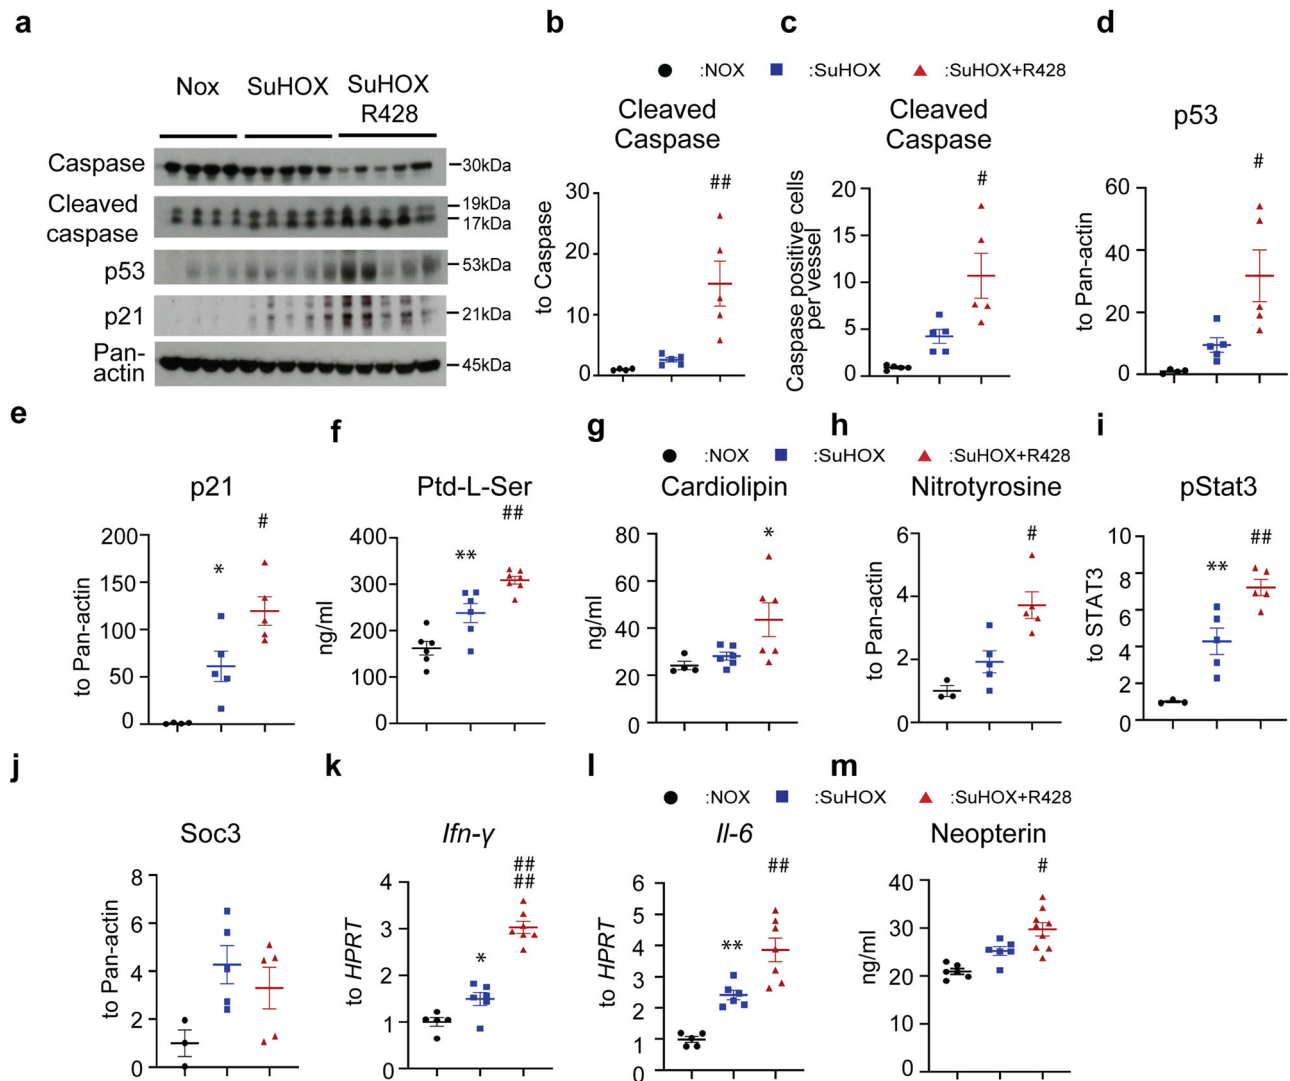 a
b
c
d
Nox SuHOX SuHOX
R428
Caspase
30kDa
Cleaved
caspase
19kDa
17kDa
p53
53kDa
p21
21kDa
Pan-
actin
45kDa
:NOX :SuHOX :SuHOX+R428
Cleaved
Caspase
##
to Caspase
30
20
10
0
Cleaved
Caspase
#
Caspase positive cells
per vessel
20
15
10
5
0
p53
#
to Pan-actin
60
40
20
0
e
f
g
h
i
:NOX :SuHOX :SuHOX+R428
p21
#
*
to Pan-actin
200
150
100
50
0
Ptd-L-Ser
##
**
ng/ml
400
300
200
100
0
Cardiolipin
*
ng/ml
80
60
40
20
0
Nitrotyrosine
#
to Pan-actin
6
4
2
0
pStat3
##
**
to STAT3
10
8
6
4
2
0
j
k
l
m
:NOX :SuHOX :SuHOX+R428
Soc3
to Pan-actin
8
6
4
2
0
Ifn-γ
##
##
*
to HPRT
4
3
2
1
0
Il-6
##
**
to HPRT
6
5
4
3
2
1
0
Neopterin
#
ng/ml
40
30
20
10
0